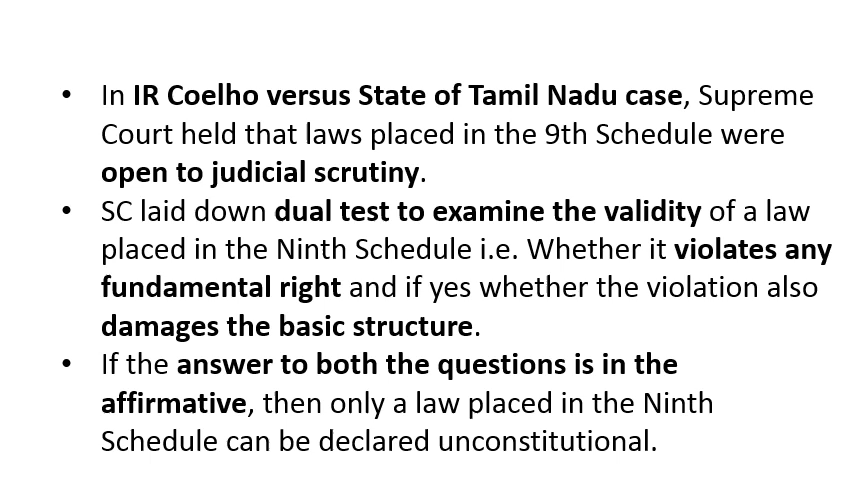 • In IR Coelho versus State of Tamil Nadu case, Supreme
Court held that laws placed in the 9th Schedule were
open to judicial scrutiny.
• SC laid down dual test to examine the validity of a law
placed in the Ninth Schedule i.e. Whether it violates any
fundamental right and if yes whether the violation also
damages the basic structure.
• If the answer to both the questions is in the
affirmative, then only a law placed in the Ninth
Schedule can be declared unconstitutional.